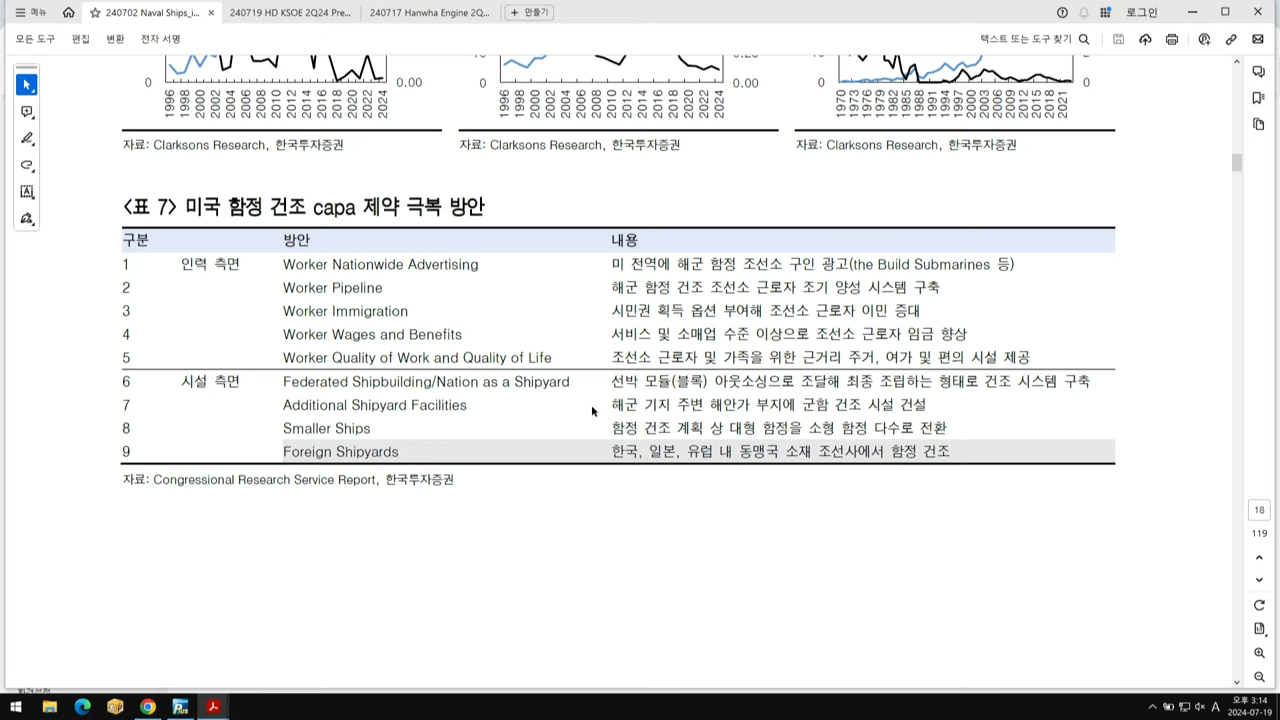 메뉴
240702 Naval Ships_i...
240719 HD KSOE 2Q24 Pre...
240717 Hanwha Engine 2Q...
+ 만들기
로그인
모든 도구 편집 변환 전자 서명
텍스트 또는 도구 찾기
0 0.00
1996 1998 2000 2002 2004 2006 2008 2010 2012 2014 2016 2018 2020 2022 2024
0 0.00
1996 1998 2000 2002 2004 2006 2008 2010 2012 2014 2016 2018 2020 2022 2024
0 0
1970 1973 1976 1979 1982 1985 1988 1991 1994 1997 2000 2003 2006 2009 2012 2015 2018 2021
자료: Clarksons Research, 한국투자증권
자료: Clarksons Research, 한국투자증권
자료: Clarksons Research, 한국투자증권
<표 7> 미국 함정 건조 capa 제약 극복 방안
구분 방안 내용
1 인력 측면 Worker Nationwide Advertising 미 전역에 해군 함정 조선소 구인 광고(the Build Submarines 등)
2 Worker Pipeline 해군 함정 건조 조선소 근로자 조기 양성 시스템 구축
3 Worker Immigration 시민권 획득 옵션 부여해 조선소 근로자 이민 증대
4 Worker Wages and Benefits 서비스 및 소매업 수준 이상으로 조선소 근로자 임금 향상
5 Worker Quality of Work and Quality of Life 조선소 근로자 및 가족을 위한 근거리 주거, 여가 및 편의 시설 제공
6 시설 측면 Federated Shipbuilding/Nation as a Shipyard 선박 모듈(블록) 아웃소싱으로 조달해 최종 조립하는 형태로 건조 시스템 구축
7 Additional Shipyard Facilities 해군 기지 주변 해안가 부지에 군함 건조 시설 건설
8 Smaller Ships 함정 건조 계획 상 대형 함정을 소형 함정 다수로 전환
9 Foreign Shipyards 한국, 일본, 유럽 내 동맹국 소재 조선사에서 함정 건조
자료: Congressional Research Service Report, 한국투자증권
18
119
A
오후 3:14
2024-07-19